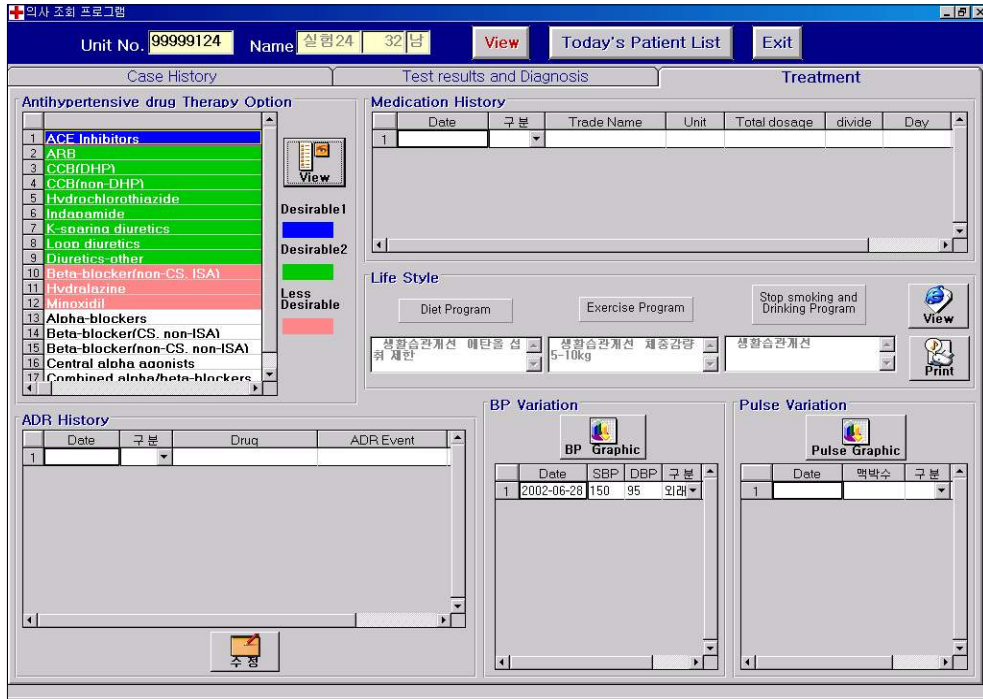 의사 조회 프로그램
Unit No. 99999124 Name 실험24 32 남 View Today's Patient List Exit
Case History Test results and Diagnosis Treatment
Antihypertensive drug Therapy Option
1 ACE Inhibitors
2 ARB
3 CCB(DHP)
4 CCB(non-DHP)
5 Hydrochlorothiazide
6 Indapamide
7 K-sparing diuretics
8 Loop diuretics
9 Diuretics-other
10 Beta-blocker(non-CS, ISA)
11 Hydralazine
12 Minoxidil
13 Alpha-blockers
14 Beta-blocker(CS, non-ISA)
15 Beta-blocker(non-CS, non-ISA)
16 Central alpha agonists
17 Combined alpha/beta-blockers
View
Desirable1
Desirable2
Less
Desirable
Medication History
Date 구분 Trade Name Unit Total dosage divide Day
1
Life Style
Diet Program Exercise Program Stop smoking and
Drinking Program
View
생활습관개선 에탄올 섭
취 제한
생활습관개선 체중감량
5-10kg
생활습관개선
Print
ADR History
Date 구분 Drug ADR Event
1
수정
BP Variation
BP Graphic
Date SBP DBP 구분
1 2002-06-28 150 95 외래
Pulse Variation
Pulse Graphic
Date 맥박수 구분
1